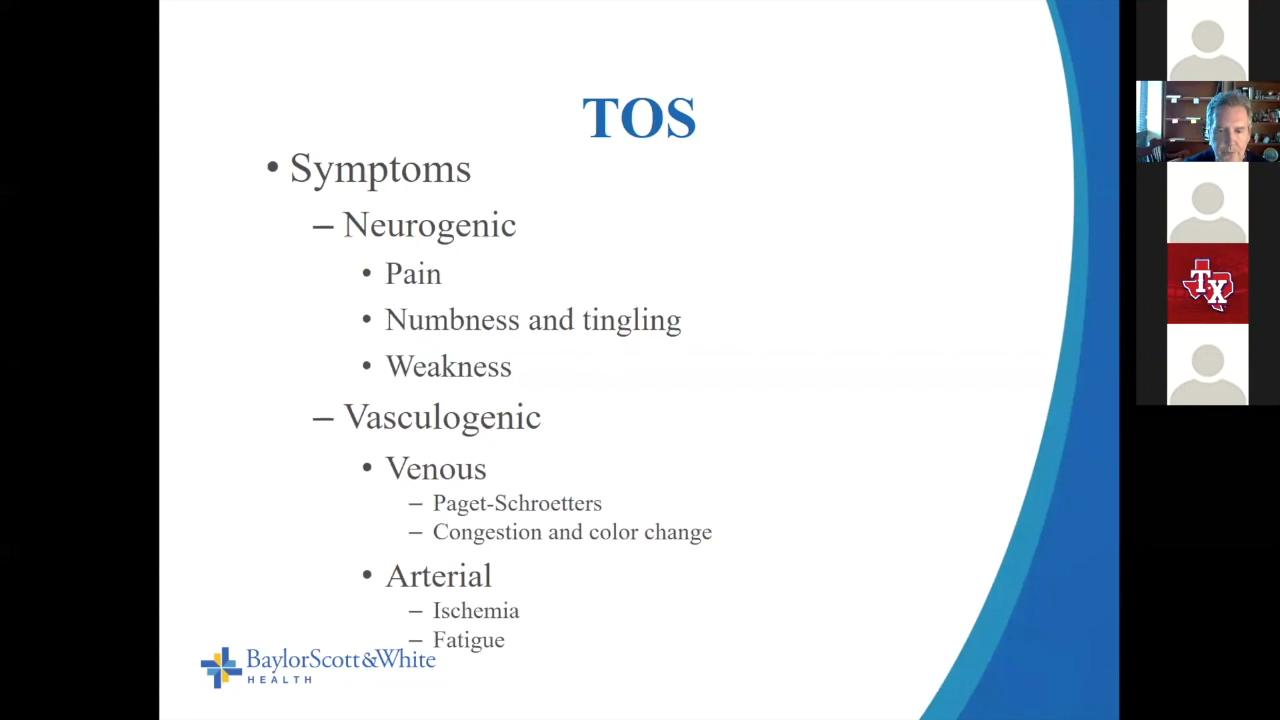 TOS
• Symptoms
– Neurogenic
• Pain
• Numbness and tingling
• Weakness
– Vasculogenic
• Venous
– Paget-Schroetters
– Congestion and color change
• Arterial
– Ischemia
– Fatigue
BaylorScott&White
HEALTH
TX